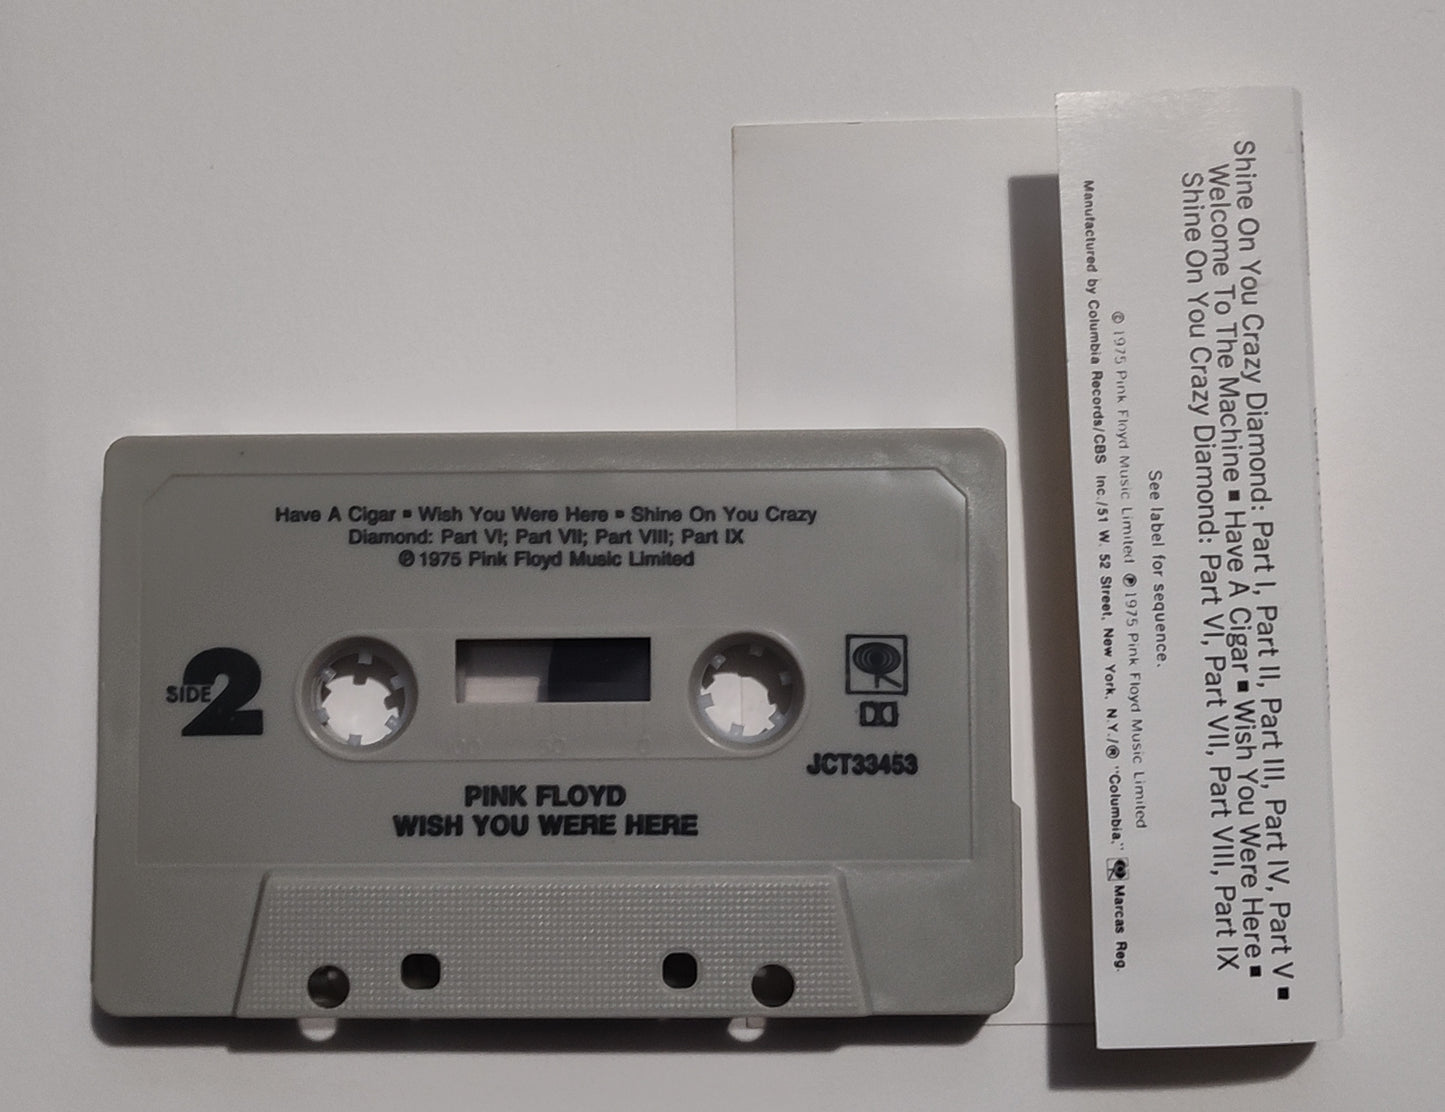 Have A Cigar ▪ Wish You Were Here ▪ Shine On You Crazy
Diamond: Part VI; Part VII; Part VIII; Part IX
℗ 1975 Pink Floyd Music Limited
SIDE 2
100 50 0
JCT33453
PINK FLOYD
WISH YOU WERE HERE
Shine On You Crazy Diamond: Part I, Part II, Part III, Part IV, Part V ▪
Welcome To The Machine ▪ Have A Cigar ▪ Wish You Were Here ▪
Shine On You Crazy Diamond: Part VI, Part VII, Part VIII, Part IX
See label for sequence.
© 1975 Pink Floyd Music Limited ℗ 1975 Pink Floyd Music Limited
Manufactured by Columbia Records/CBS Inc./51 W. 52 Street, New York, N.Y./® "Columbia," Marcas Reg.